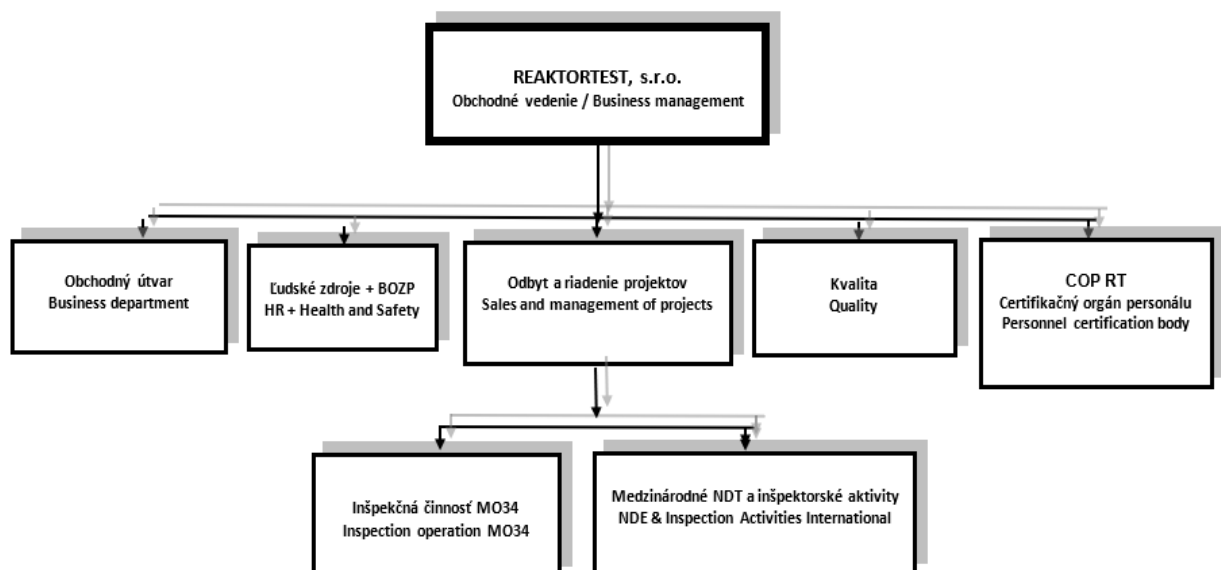 REAKTORTEST, s.r.o.
Obchodné vedenie / Business management
Obchodný útvar
Business department
Ľudské zdroje + BOZP
HR + Health and Safety
Odbyt a riadenie projektov
Sales and management of projects
Kvalita
Quality
COP RT
Certifikačný orgán personálu
Personnel certification body
Inšpekčná činnosť MO34
Inspection operation MO34
Medzinárodné NDT a inšpektorské aktivity
NDE & Inspection Activities International